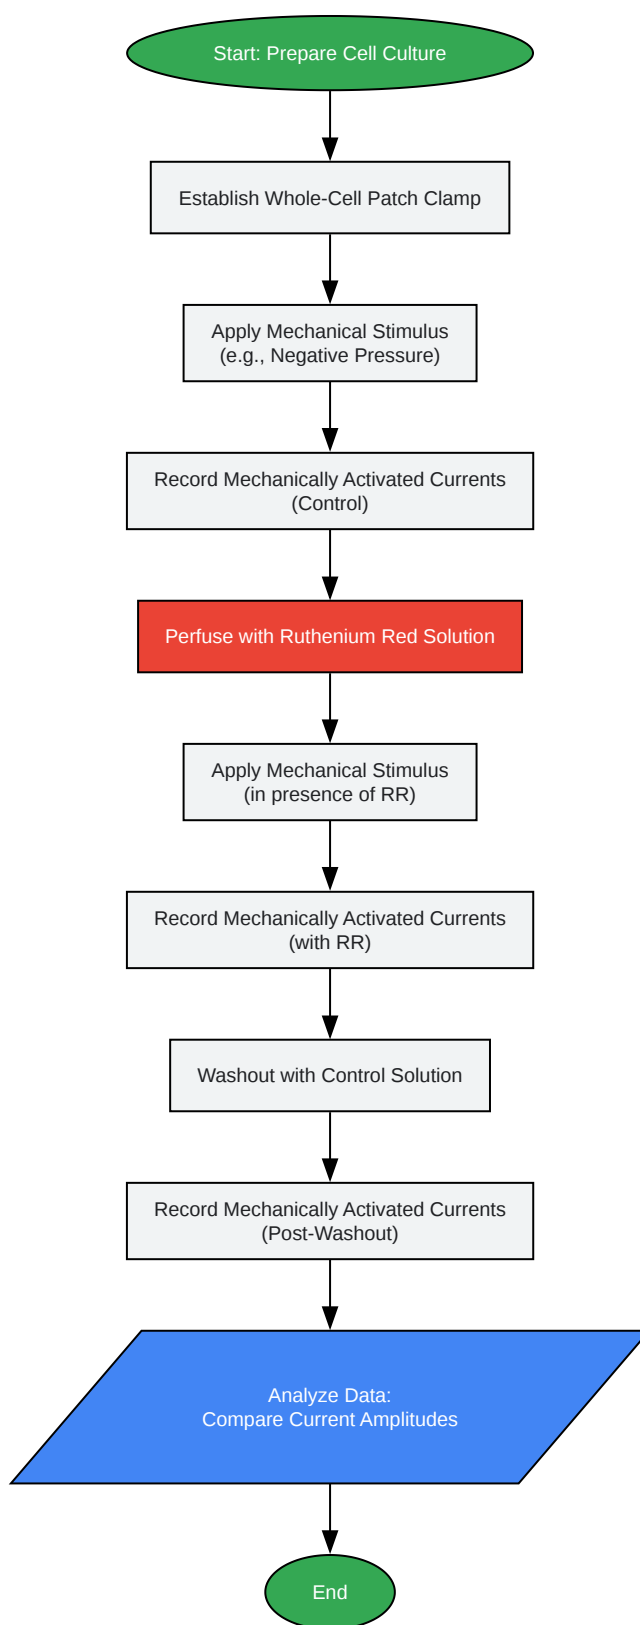 Start: Prepare Cell Culture
Establish Whole-Cell Patch Clamp
Apply Mechanical Stimulus
(e.g., Negative Pressure)
Record Mechanically Activated Currents
(Control)
Perfuse with Ruthenium Red Solution
Apply Mechanical Stimulus
(in presence of RR)
Record Mechanically Activated Currents
(with RR)
Washout with Control Solution
Record Mechanically Activated Currents
(Post-Washout)
Analyze Data:
Compare Current Amplitudes
End